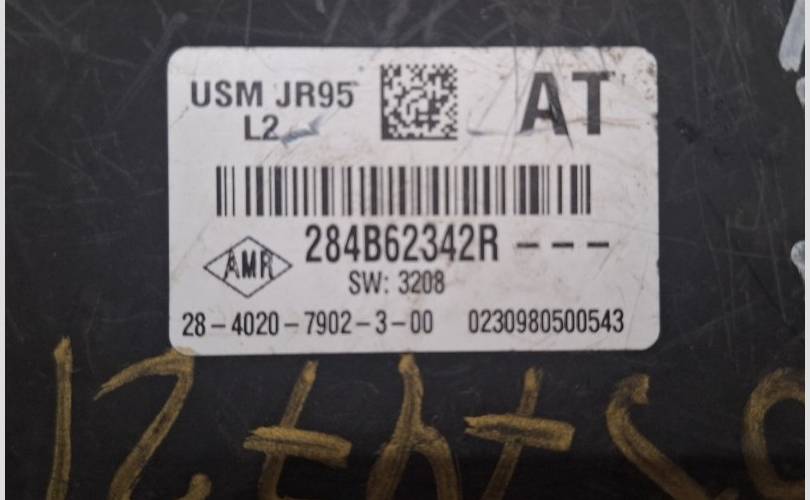 USM JR95
L2
AT
284B62342R ---
AMR
SW: 3208
28-4020-7902-3-00 0230980500543